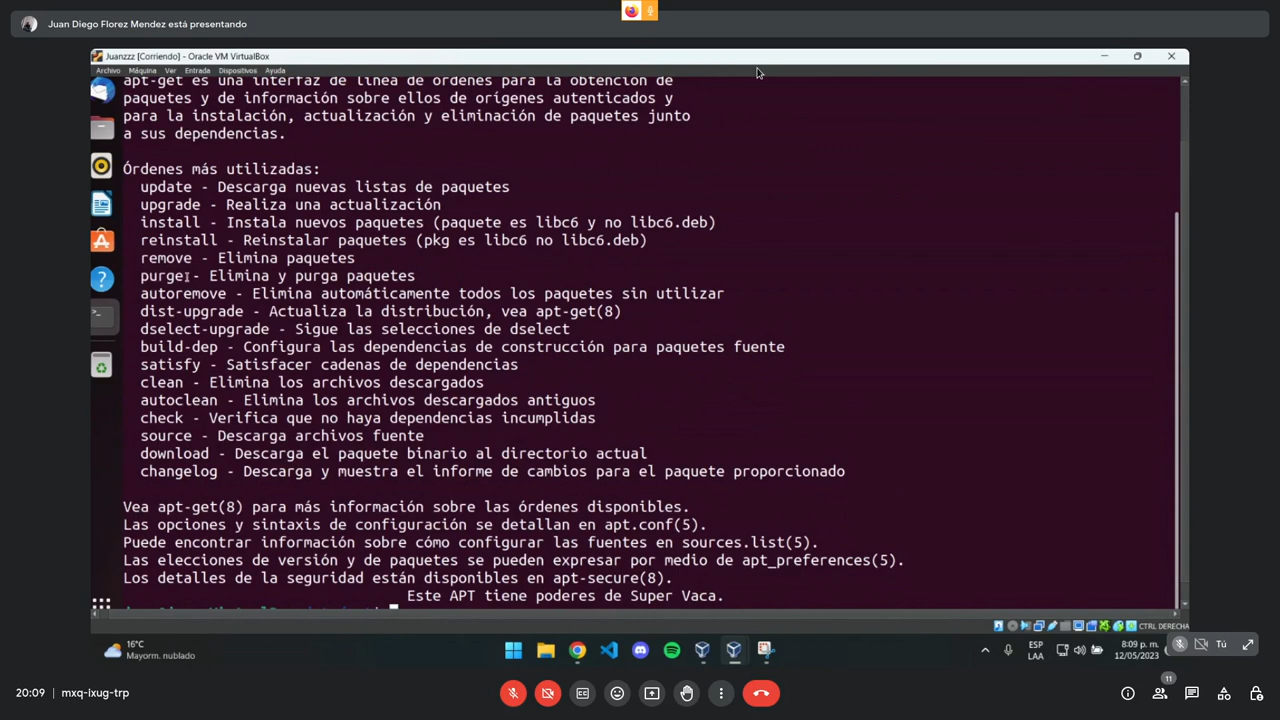 Juan Diego Florez Mendez está presentando
Juanzzz [Corriendo] - Oracle VM VirtualBox
Archivo Máquina Ver Entrada Dispositivos Ayuda
apt-get es una interfaz de línea de órdenes para la obtención de
paquetes y de información sobre ellos de orígenes autenticados y
para la instalación, actualización y eliminación de paquetes junto
a sus dependencias.
Órdenes más utilizadas:
update - Descarga nuevas listas de paquetes
upgrade - Realiza una actualización
install - Instala nuevos paquetes (paquete es libc6 y no libc6.deb)
reinstall - Reinstalar paquetes (pkg es libc6 no libc6.deb)
remove - Elimina paquetes
purge - Elimina y purga paquetes
autoremove - Elimina automáticamente todos los paquetes sin utilizar
dist-upgrade - Actualiza la distribución, vea apt-get(8)
dselect-upgrade - Sigue las selecciones de dselect
build-dep - Configura las dependencias de construcción para paquetes fuente
satisfy - Satisfacer cadenas de dependencias
clean - Elimina los archivos descargados
autoclean - Elimina los archivos descargados antiguos
check - Verifica que no haya dependencias incumplidas
source - Descarga archivos fuente
download - Descarga el paquete binario al directorio actual
changelog - Descarga y muestra el informe de cambios para el paquete proporcionado
Vea apt-get(8) para más información sobre las órdenes disponibles.
Las opciones y sintaxis de configuración se detallan en apt.conf(5).
Puede encontrar información sobre cómo configurar las fuentes en sources.list(5).
Las elecciones de versión y de paquetes se pueden expresar por medio de apt_preferences(5).
Los detalles de la seguridad están disponibles en apt-secure(8).
Este APT tiene poderes de Super Vaca.
CTRL DERECHA
16°C
Mayorm. nublado
ESP
LAA
8:09 p. m.
12/05/2023
Tú
20:09 mxq-ixug-trp
11